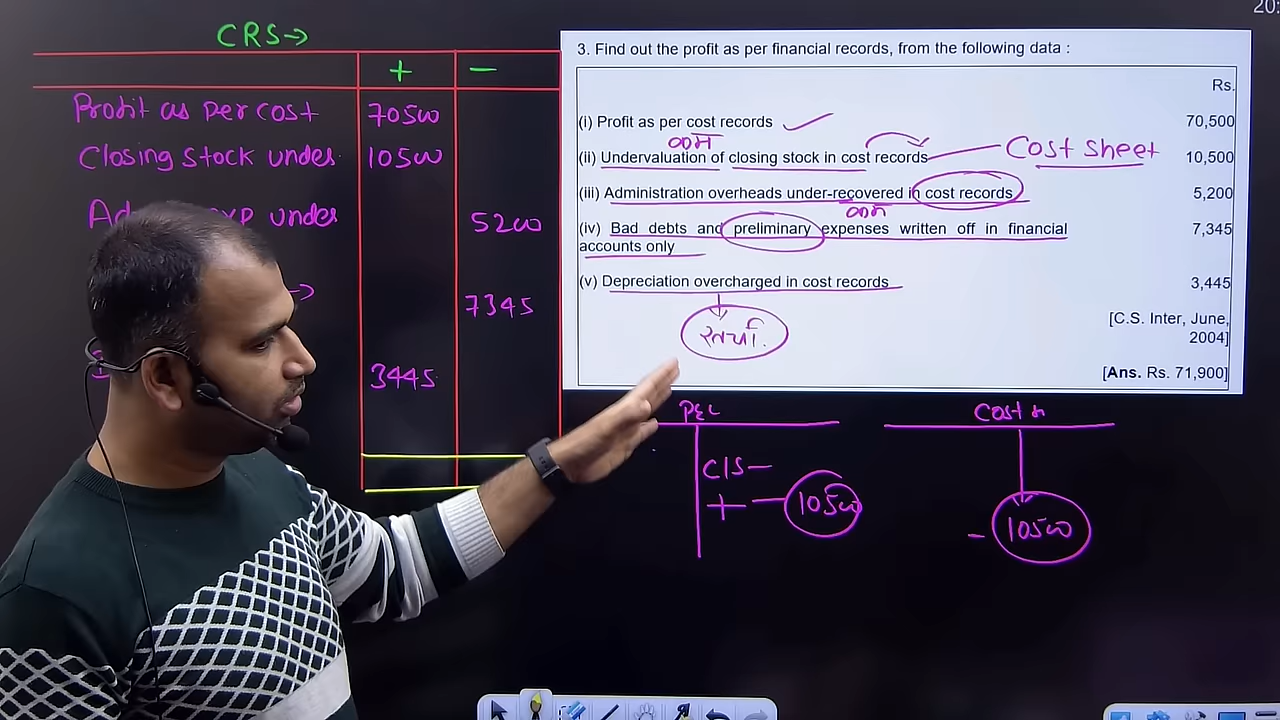 20:
CRS→
+ −
Profit as per cost 70500
Closing stock under 10500
under 5200
7345
3445
3. Find out the profit as per financial records, from the following data :
Rs.
(i) Profit as per cost records 70,500
कम
(ii) Undervaluation of closing stock in cost records 10,500
Cost Sheet
(iii) Administration overheads under-recovered in cost records 5,200
कम
(iv) Bad debts and preliminary expenses written off in financial accounts only 7,345
(v) Depreciation overcharged in cost records 3,445
[C.S. Inter, June,
2004]
[Ans. Rs. 71,900]
P&L
C/S−
+ − 10500
Cost
− 10500